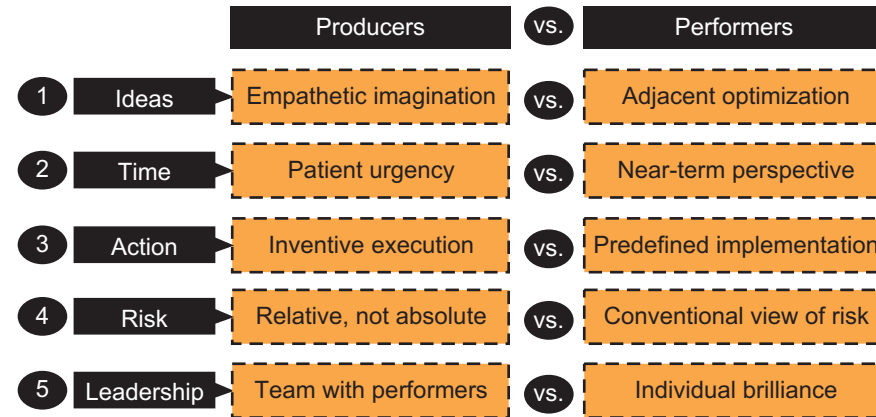 Producers vs. Performers
1 Ideas Empathetic imagination vs. Adjacent optimization
2 Time Patient urgency vs. Near-term perspective
3 Action Inventive execution vs. Predefined implementation
4 Risk Relative, not absolute vs. Conventional view of risk
5 Leadership Team with performers vs. Individual brilliance